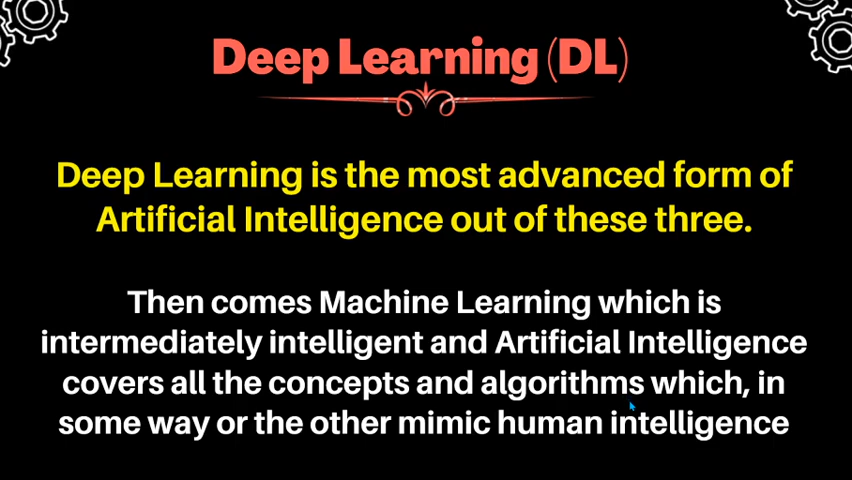 Deep Learning (DL)
Deep Learning is the most advanced form of
Artificial Intelligence out of these three.
Then comes Machine Learning which is
intermediately intelligent and Artificial Intelligence
covers all the concepts and algorithms which, in
some way or the other mimic human intelligence